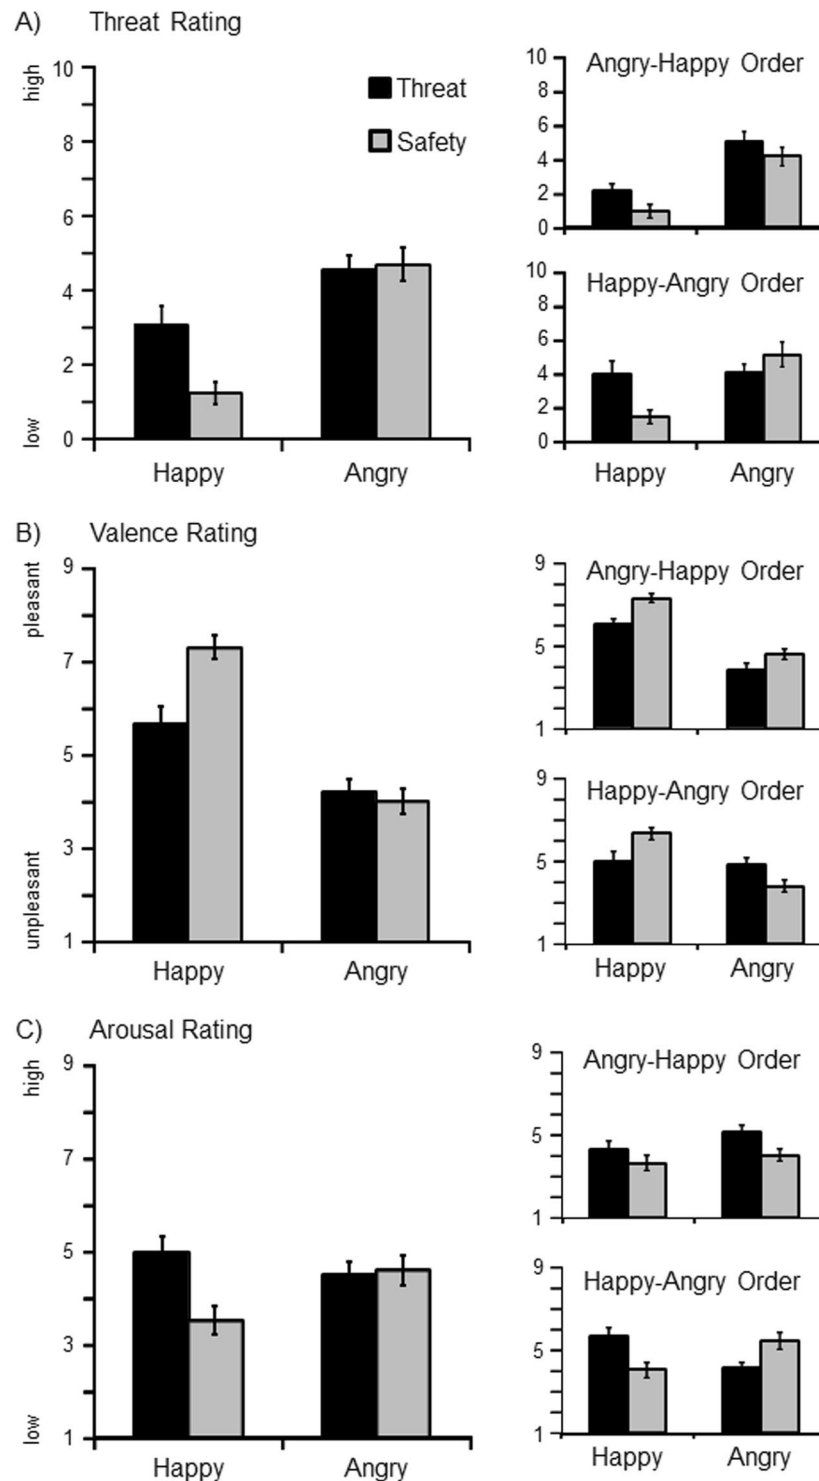 A) Threat Rating
high
10
8
6
4
2
0
low
Threat
Safety
Happy Angry
Angry-Happy Order
10
8
6
4
2
0
Happy-Angry Order
10
8
6
4
2
0
Happy Angry
B) Valence Rating
pleasant
9
7
5
3
1
unpleasant
Happy Angry
Angry-Happy Order
9
5
1
Happy-Angry Order
9
5
1
Happy Angry
C) Arousal Rating
high
9
7
5
3
1
low
Happy Angry
Angry-Happy Order
9
5
1
Happy-Angry Order
9
5
1
Happy Angry